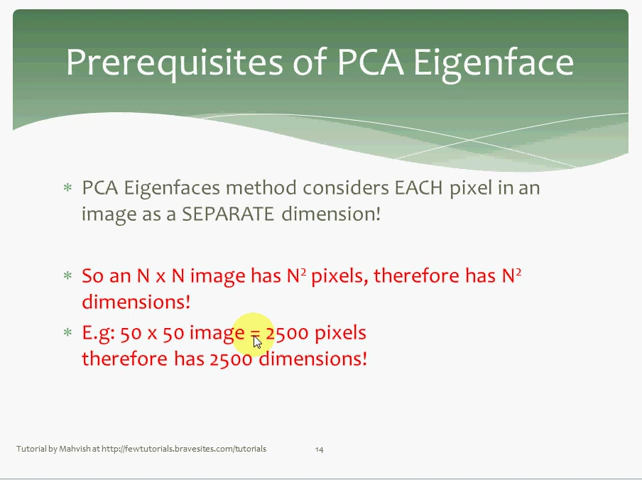 Prerequisites of PCA Eigenface
* PCA Eigenfaces method considers EACH pixel in an
image as a SEPARATE dimension!
* So an N x N image has N² pixels, therefore has N²
dimensions!
* E.g: 50 x 50 image = 2500 pixels
therefore has 2500 dimensions!
Tutorial by Mahvish at http://fewtutorials.bravesites.com/tutorials 14